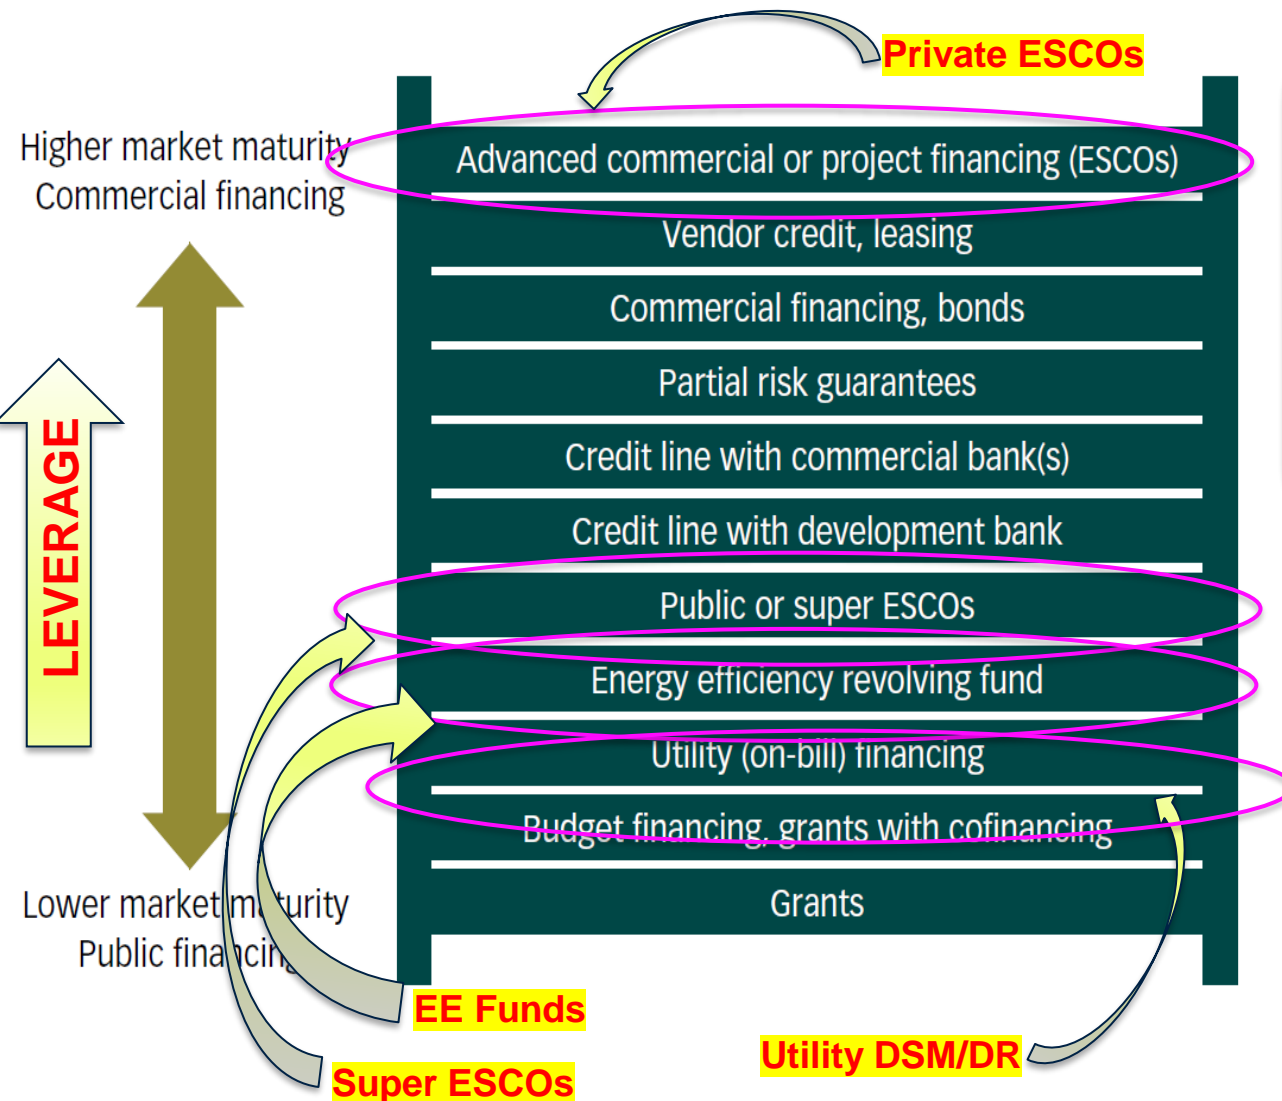 Private ESCOs
Higher market maturity
Commercial financing
Advanced commercial or project financing (ESCOs)
Vendor credit, leasing
Commercial financing, bonds
Partial risk guarantees
LEVERAGE
Credit line with commercial bank(s)
Credit line with development bank
Public or super ESCOs
Energy efficiency revolving fund
Utility (on-bill) financing
Budget financing, grants with cofinancing
Grants
Lower market maturity
Public financing
EE Funds
Utility DSM/DR
Super ESCOs